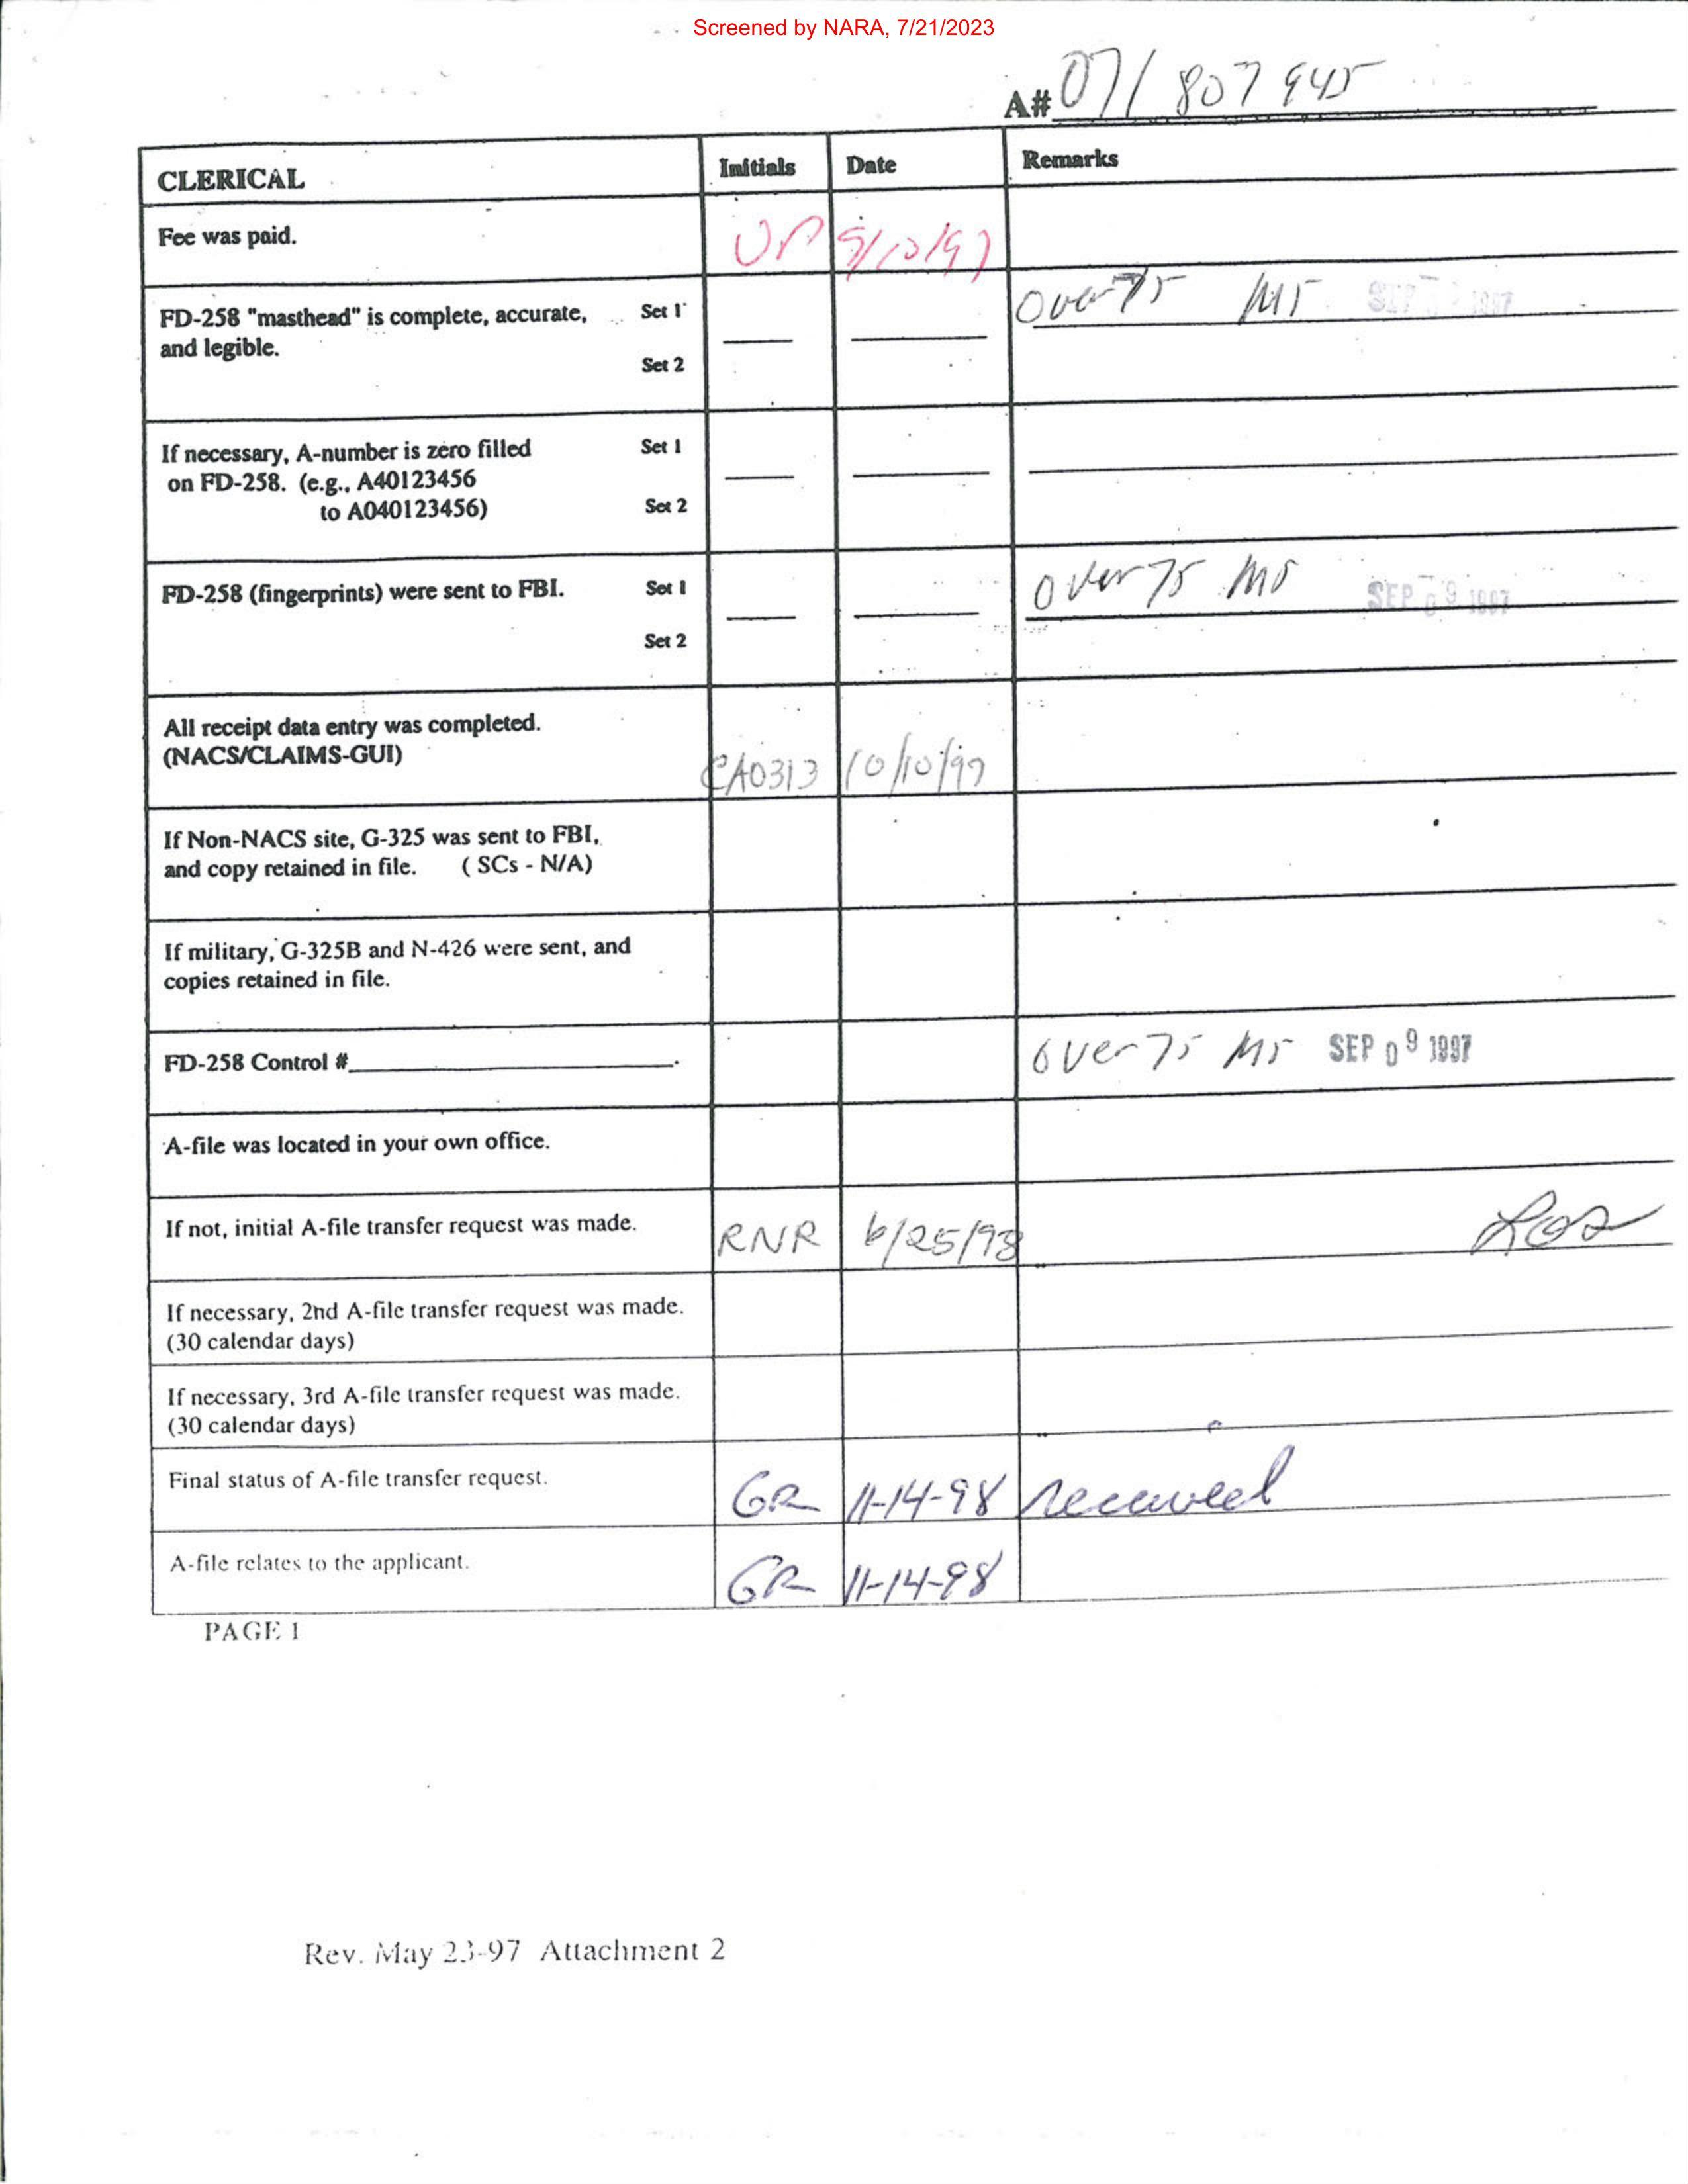 Screened by NARA, 7/21/2023
A# 071 807 945
CLERICAL Initials Date Remarks
Fee was paid. 9/10/97
FD-258 "masthead" is complete, accurate, Set 1 Over 75
and legible.
Set 2
If necessary, A-number is zero filled Set 1
on FD-258. (e.g., A40123456
to A040123456) Set 2
FD-258 (fingerprints) were sent to FBI. Set 1 over 75 SEP 09 1997
Set 2
All receipt data entry was completed.
(NACS/CLAIMS-GUI) CA0313 10/10/97
If Non-NACS site, G-325 was sent to FBI,
and copy retained in file. ( SCs - N/A)
If military, G-325B and N-426 were sent, and
copies retained in file.
FD-258 Control # over 75 SEP 09 1997
A-file was located in your own office.
If not, initial A-file transfer request was made. RNR 6/25/98
If necessary, 2nd A-file transfer request was made.
(30 calendar days)
If necessary, 3rd A-file transfer request was made.
(30 calendar days)
Final status of A-file transfer request. GR 11-14-98 received
A-file relates to the applicant. GR 11-14-98
PAGE 1
Rev. May 23-97 Attachment 2